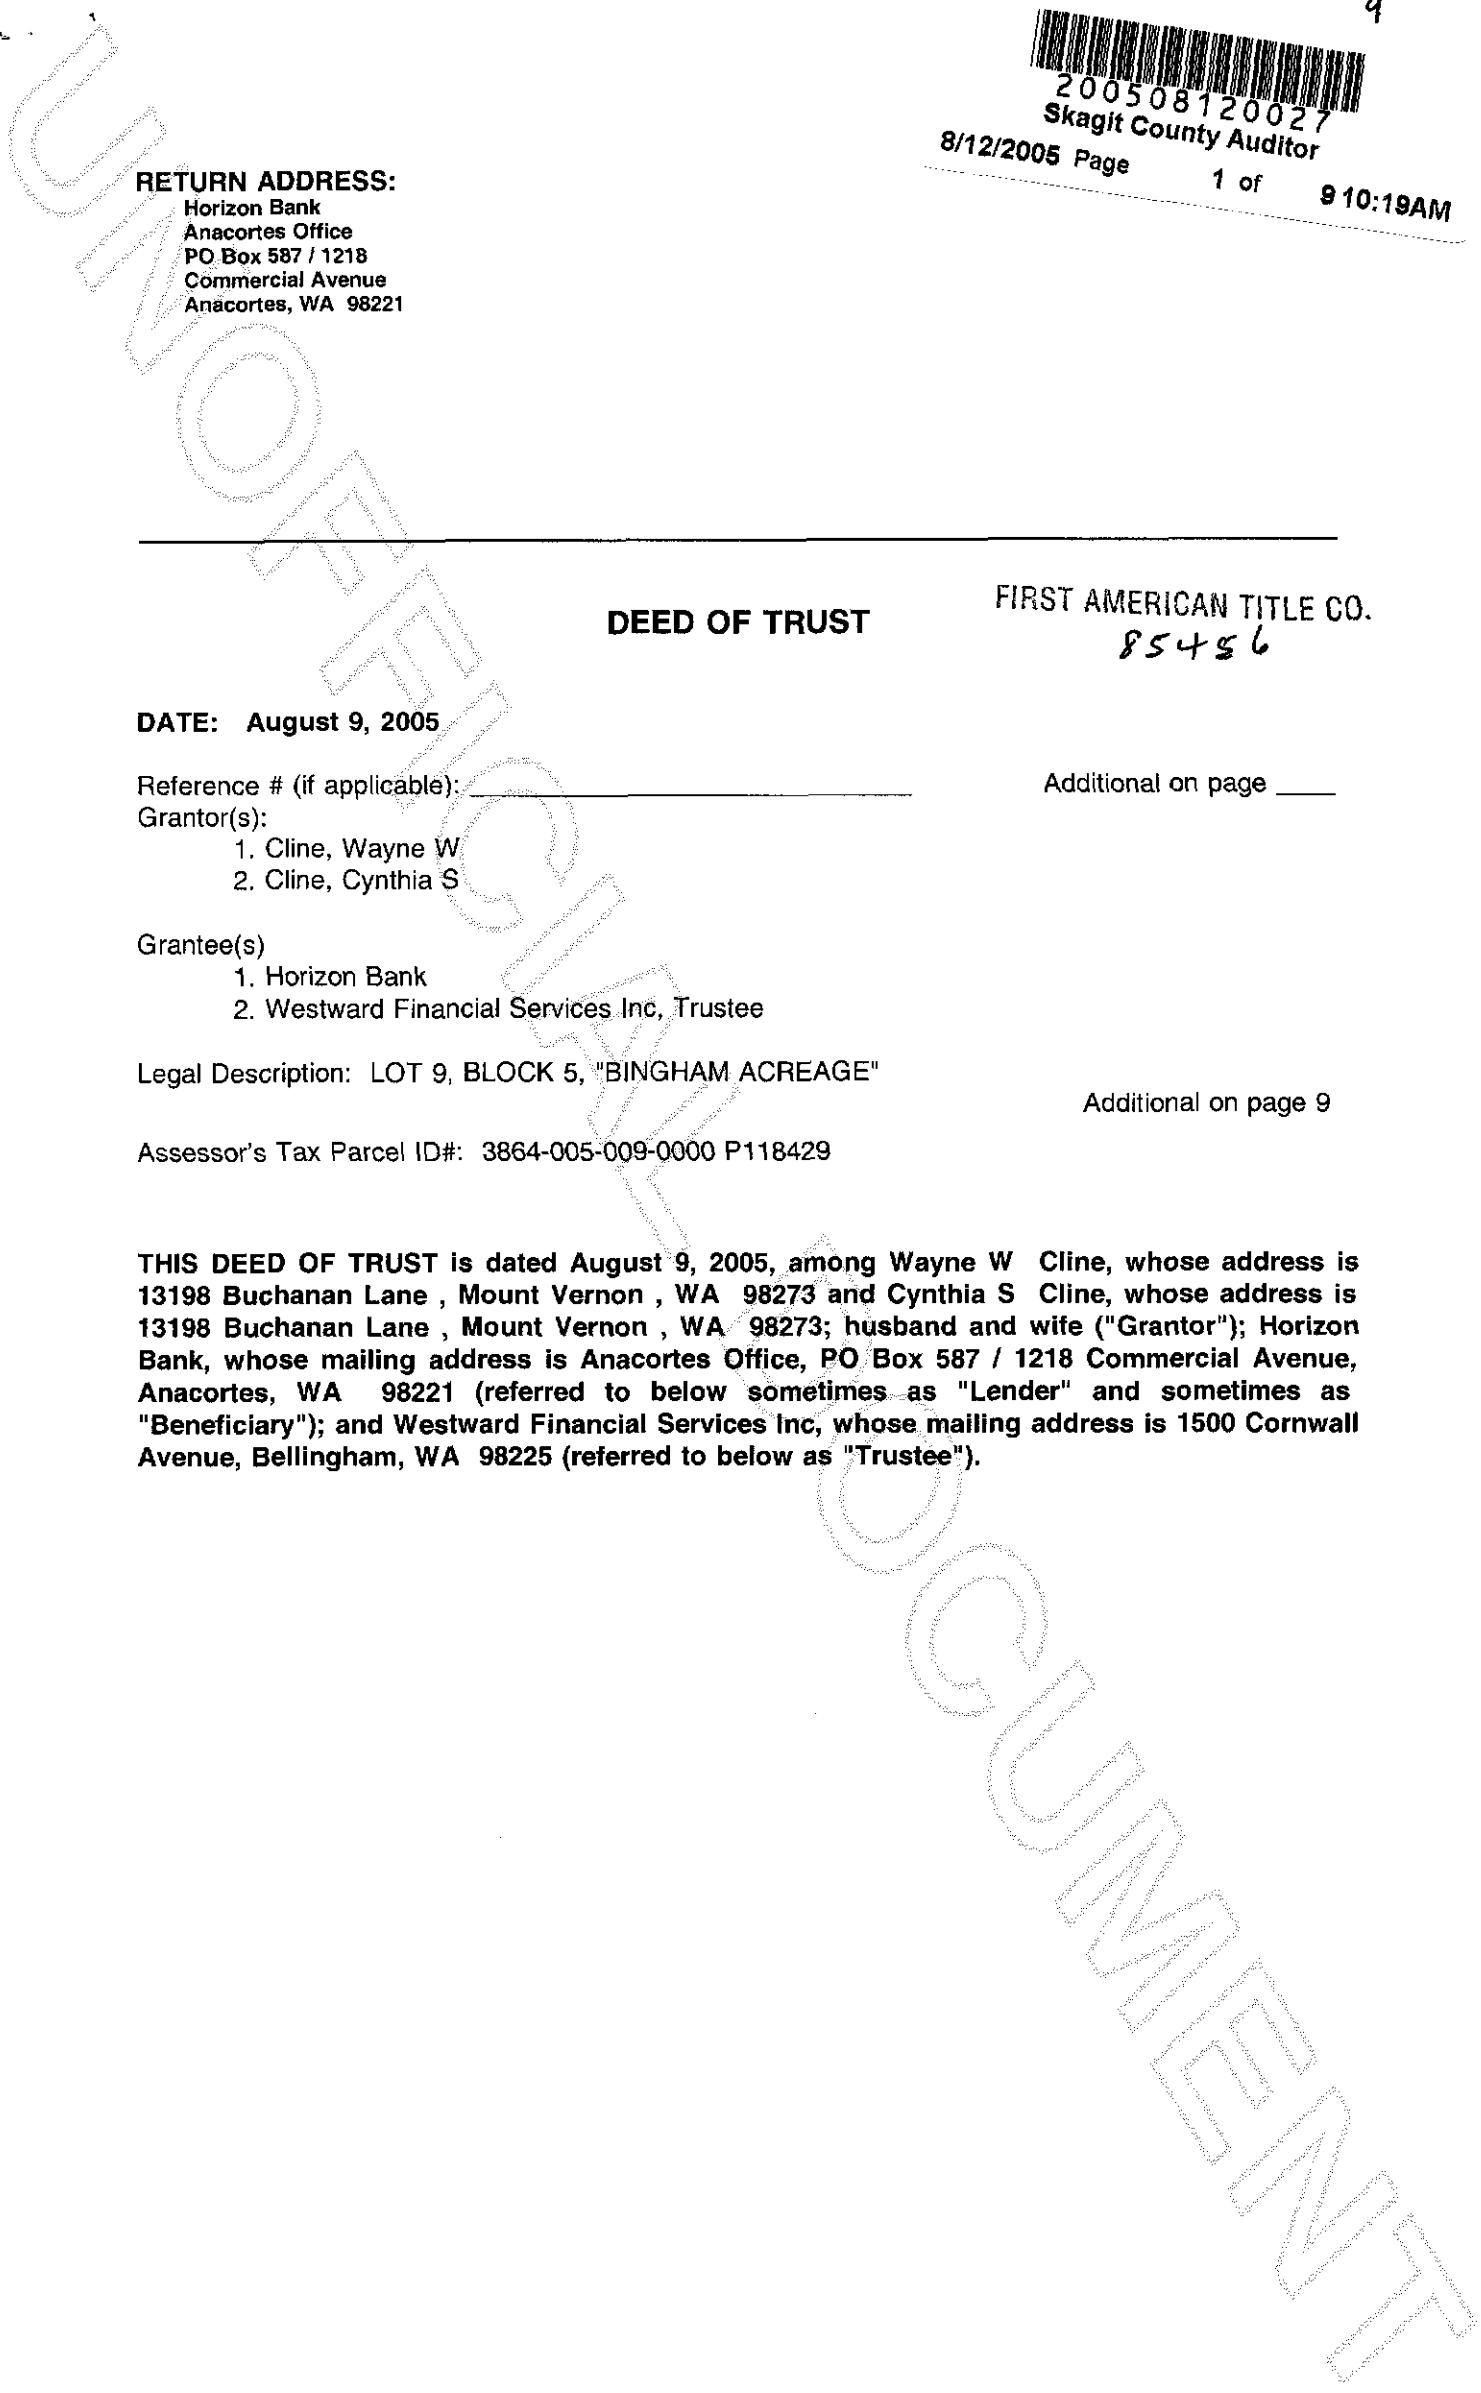 9
200508120027
Skagit County Auditor
8/12/2005 Page 1 of 9 10:19AM
RETURN ADDRESS:
Horizon Bank
Anacortes Office
PO Box 587 / 1218
Commercial Avenue
Anacortes, WA 98221
DEED OF TRUST
FIRST AMERICAN TITLE CO.
85486
DATE: August 9, 2005
Reference # (if applicable): ____________ Additional on page ____
Grantor(s):
1. Cline, Wayne W
2. Cline, Cynthia S
Grantee(s)
1. Horizon Bank
2. Westward Financial Services Inc, Trustee
Legal Description: LOT 9, BLOCK 5, "BINGHAM ACREAGE"
Additional on page 9
Assessor's Tax Parcel ID#: 3864-005-009-0000 P118429
THIS DEED OF TRUST is dated August 9, 2005, among Wayne W Cline, whose address is
13198 Buchanan Lane , Mount Vernon , WA 98273 and Cynthia S Cline, whose address is
13198 Buchanan Lane , Mount Vernon , WA 98273; husband and wife ("Grantor"); Horizon
Bank, whose mailing address is Anacortes Office, PO Box 587 / 1218 Commercial Avenue,
Anacortes, WA 98221 (referred to below sometimes as "Lender" and sometimes as
"Beneficiary"); and Westward Financial Services Inc, whose mailing address is 1500 Cornwall
Avenue, Bellingham, WA 98225 (referred to below as "Trustee").
UNOFFICIAL DOCUMENT